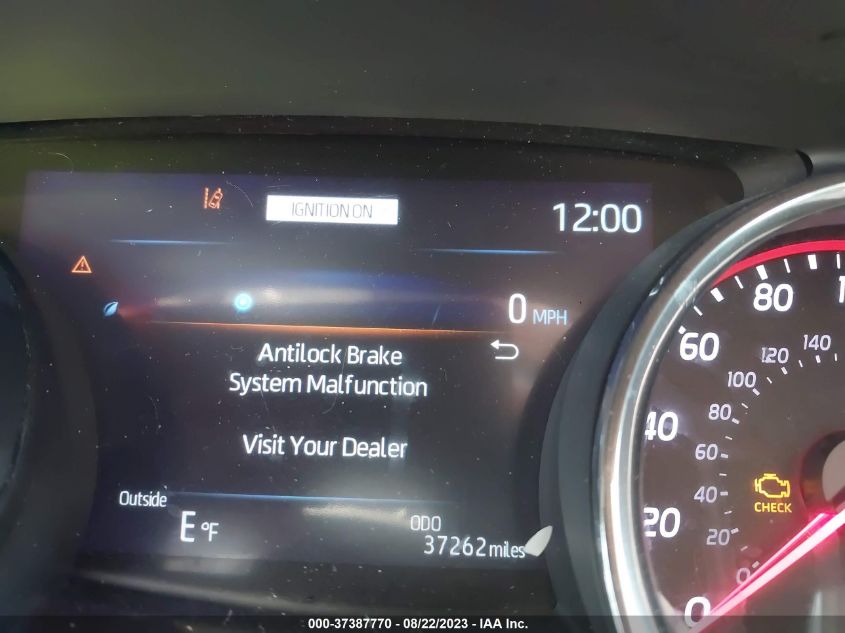 IGNITION ON
12:00
0 MPH
Antilock Brake
System Malfunction
Visit Your Dealer
Outside
E °F
ODO
37262 miles
80
60
40
20
0
140
120
100
80
60
40
20
0
CHECK
000-37387770 - 08/22/2023 - IAA Inc.